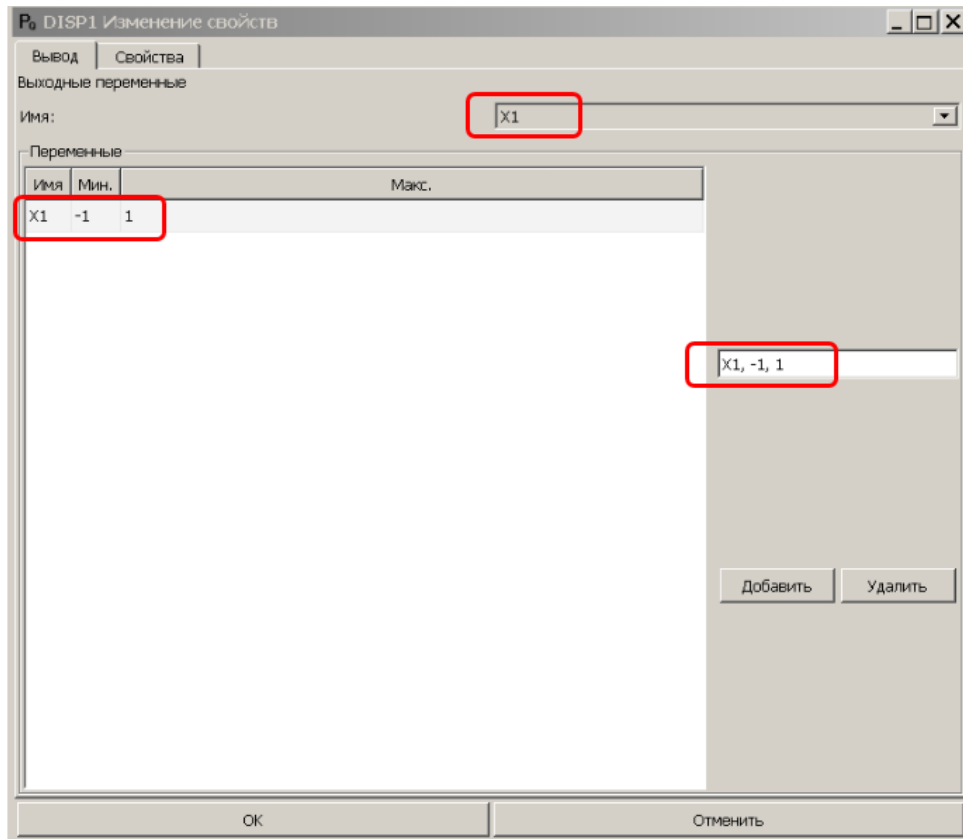 P₀ DISP1 Изменение свойств
Вывод Свойства
Выходные переменные
Имя: X1
Переменные
Имя Мин. Макс.
X1 -1 1
X1, -1, 1
Добавить Удалить
ОК Отменить